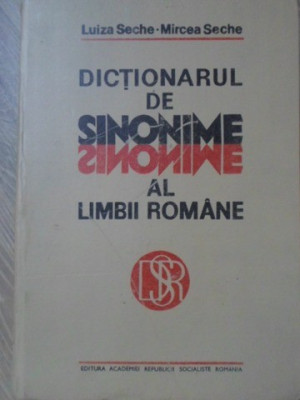 Luiza Seche • Mircea Seche
DICȚIONARUL
DE
SINONIME
SINONIME
AL
LIMBII ROMÂNE
DSR
EDITURA ACADEMIEI REPUBLICII SOCIALISTE ROMÂNIA